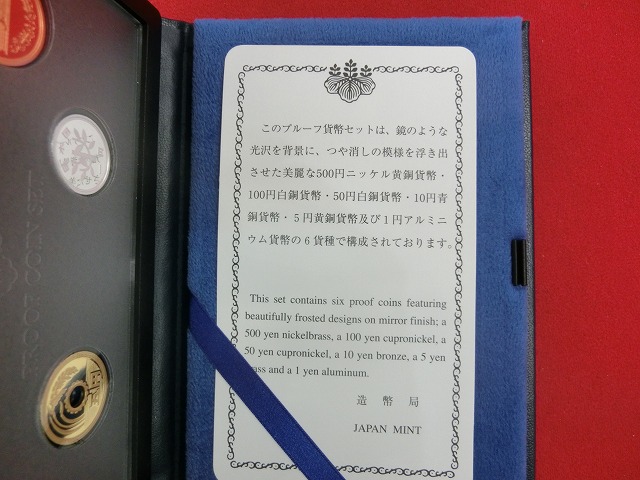 このプルーフ貨幣セットは、鏡のような
光沢を背景に、つや消しの模様を浮き出
させた美麗な500円ニッケル黄銅貨幣・
100円白銅貨幣・50円白銅貨幣・10円青
銅貨幣・5円黄銅貨幣及び1円アルミニ
ウム貨幣の6貨種で構成されております。
This set contains six proof coins featuring
beautifully frosted designs on mirror finish; a
500 yen nickelbrass, a 100 yen cupronickel, a
50 yen cupronickel, a 10 yen bronze, a 5 yen
ass and a 1 yen aluminum.
造幣局
JAPAN MINT